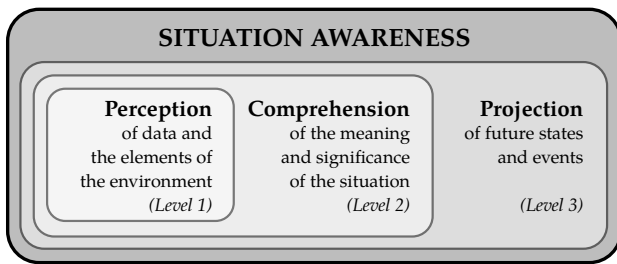 SITUATION AWARENESS
Perception
of data and
the elements of
the environment
(Level 1)
Comprehension
of the meaning
and significance
of the situation
(Level 2)
Projection
of future states
and events
(Level 3)